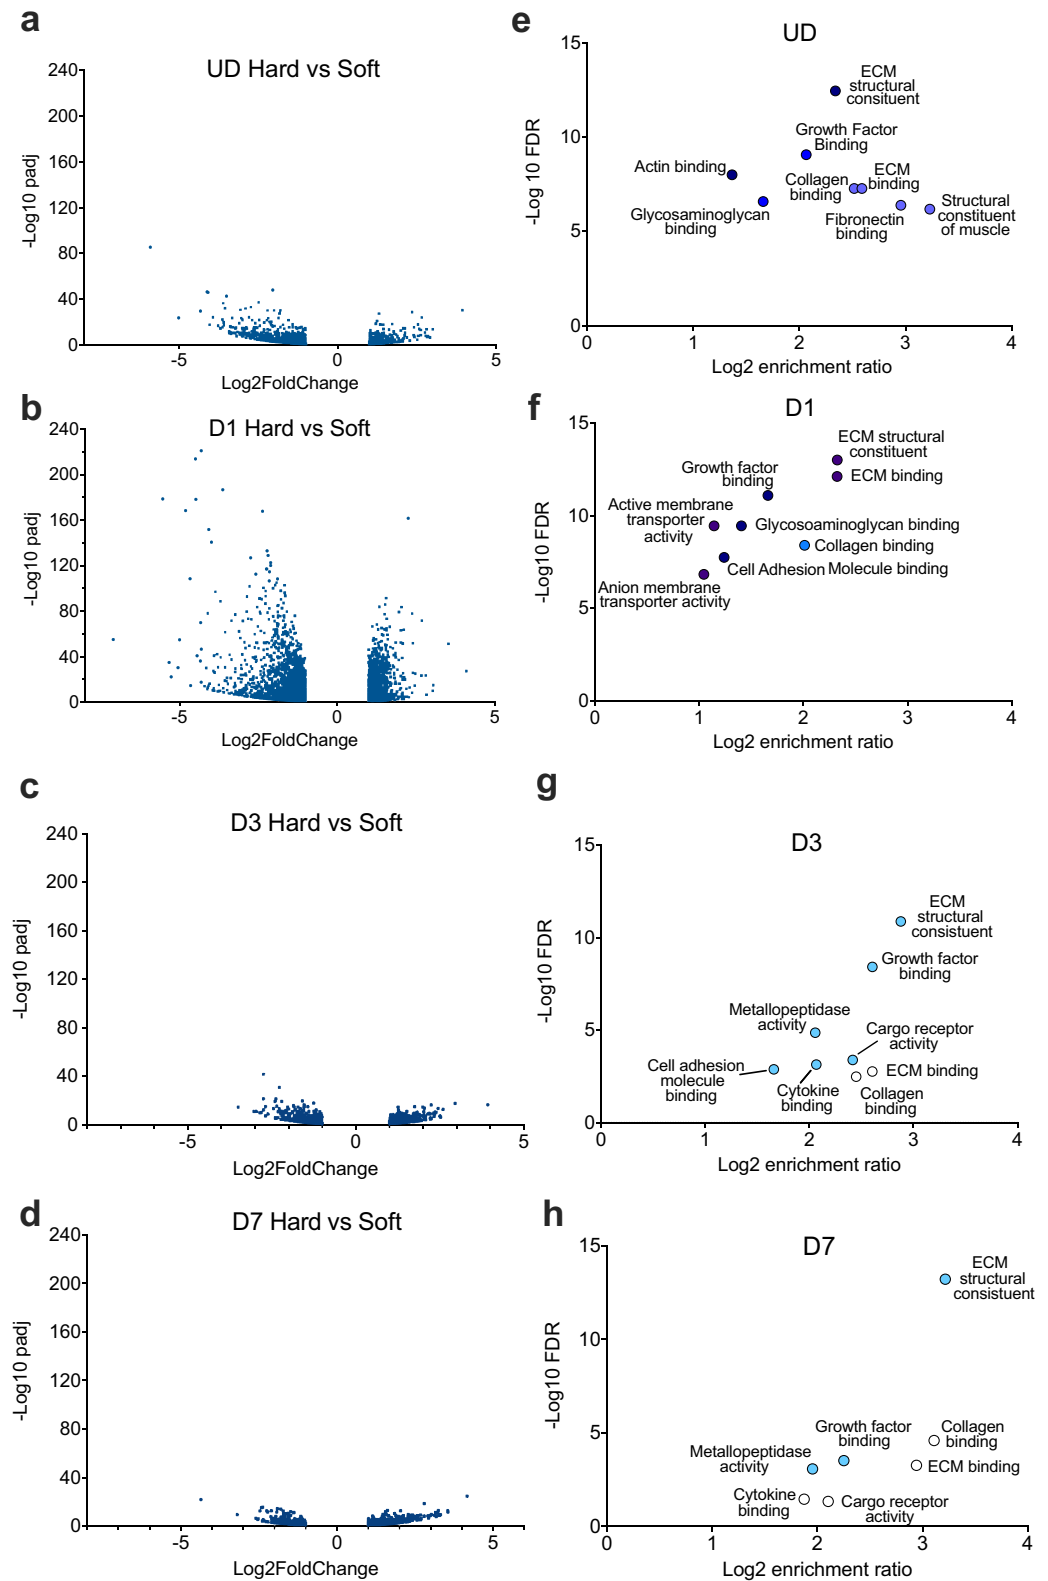 a
UD Hard vs Soft
240
200
160
120
80
40
0
-Log10 padj
-5
0
5
Log2FoldChange
e
UD
15
10
5
0
-Log 10 FDR
ECM
structural
consituent
Growth Factor
Binding
Actin binding
Collagen
binding
ECM
binding
Glycosaminoglycan
binding
Fibronectin
binding
Structural
constituent
of muscle
0
1
2
3
4
Log2 enrichment ratio
b
D1 Hard vs Soft
240
200
160
120
80
40
0
-Log10 padj
-5
0
5
Log2FoldChange
f
D1
15
10
5
0
-Log10 FDR
ECM structural
constituent
ECM binding
Growth factor
binding
Active membrane
transporter
activity
Glycosoaminoglycan binding
Collagen binding
Cell Adhesion Molecule binding
Anion membrane
transporter activity
0
1
2
3
4
Log2 enrichment ratio
c
D3 Hard vs Soft
240
200
160
120
80
40
0
-Log10 padj
-5
0
5
Log2FoldChange
g
D3
15
10
5
0
-Log10 FDR
ECM
structural
consistuent
Growth factor
binding
Metallopeptidase
activity
Cargo receptor
activity
Cell adhesion
molecule
binding
Cytokine
binding
ECM binding
Collagen
binding
0
1
2
3
4
Log2 enrichment ratio
d
D7 Hard vs Soft
240
200
160
120
80
40
0
-Log10 padj
-5
0
5
Log2FoldChange
h
D7
15
10
5
0
-Log10 FDR
ECM
structural
consistuent
Growth factor
binding
Collagen
binding
Metallopeptidase
activity
ECM binding
Cytokine
binding
Cargo receptor
activity
0
1
2
3
4
Log2 enrichment ratio